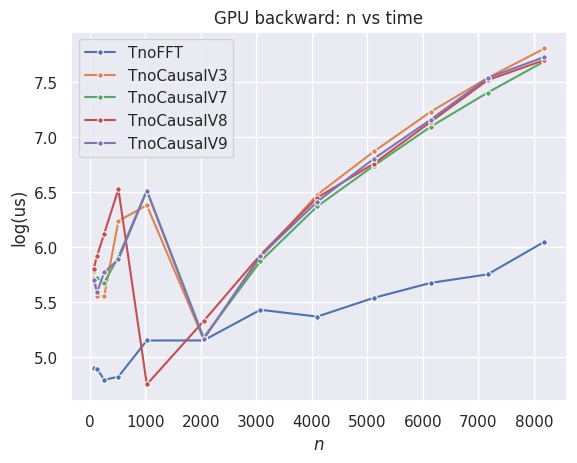 GPU backward: n vs time
TnoFFT
TnoCausalV3
TnoCausalV7
TnoCausalV8
TnoCausalV9
log(us)
7.5
7.0
6.5
6.0
5.5
5.0
0 1000 2000 3000 4000 5000 6000 7000 8000
n